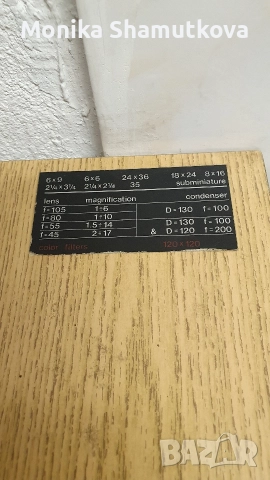 Monika Shamutkova
6×9 6×6 24×36 18×24 8×16
2¼×3¼ 2¼×2⅛ 35 subminiature
lens magnification condenser
f=105 1÷6 D=130 f=100
f=80 1÷10
f=55 1.5÷14 D=130 f=100
f=45 2÷17 & D=120 f=200
color filters 120×120
BAZAR